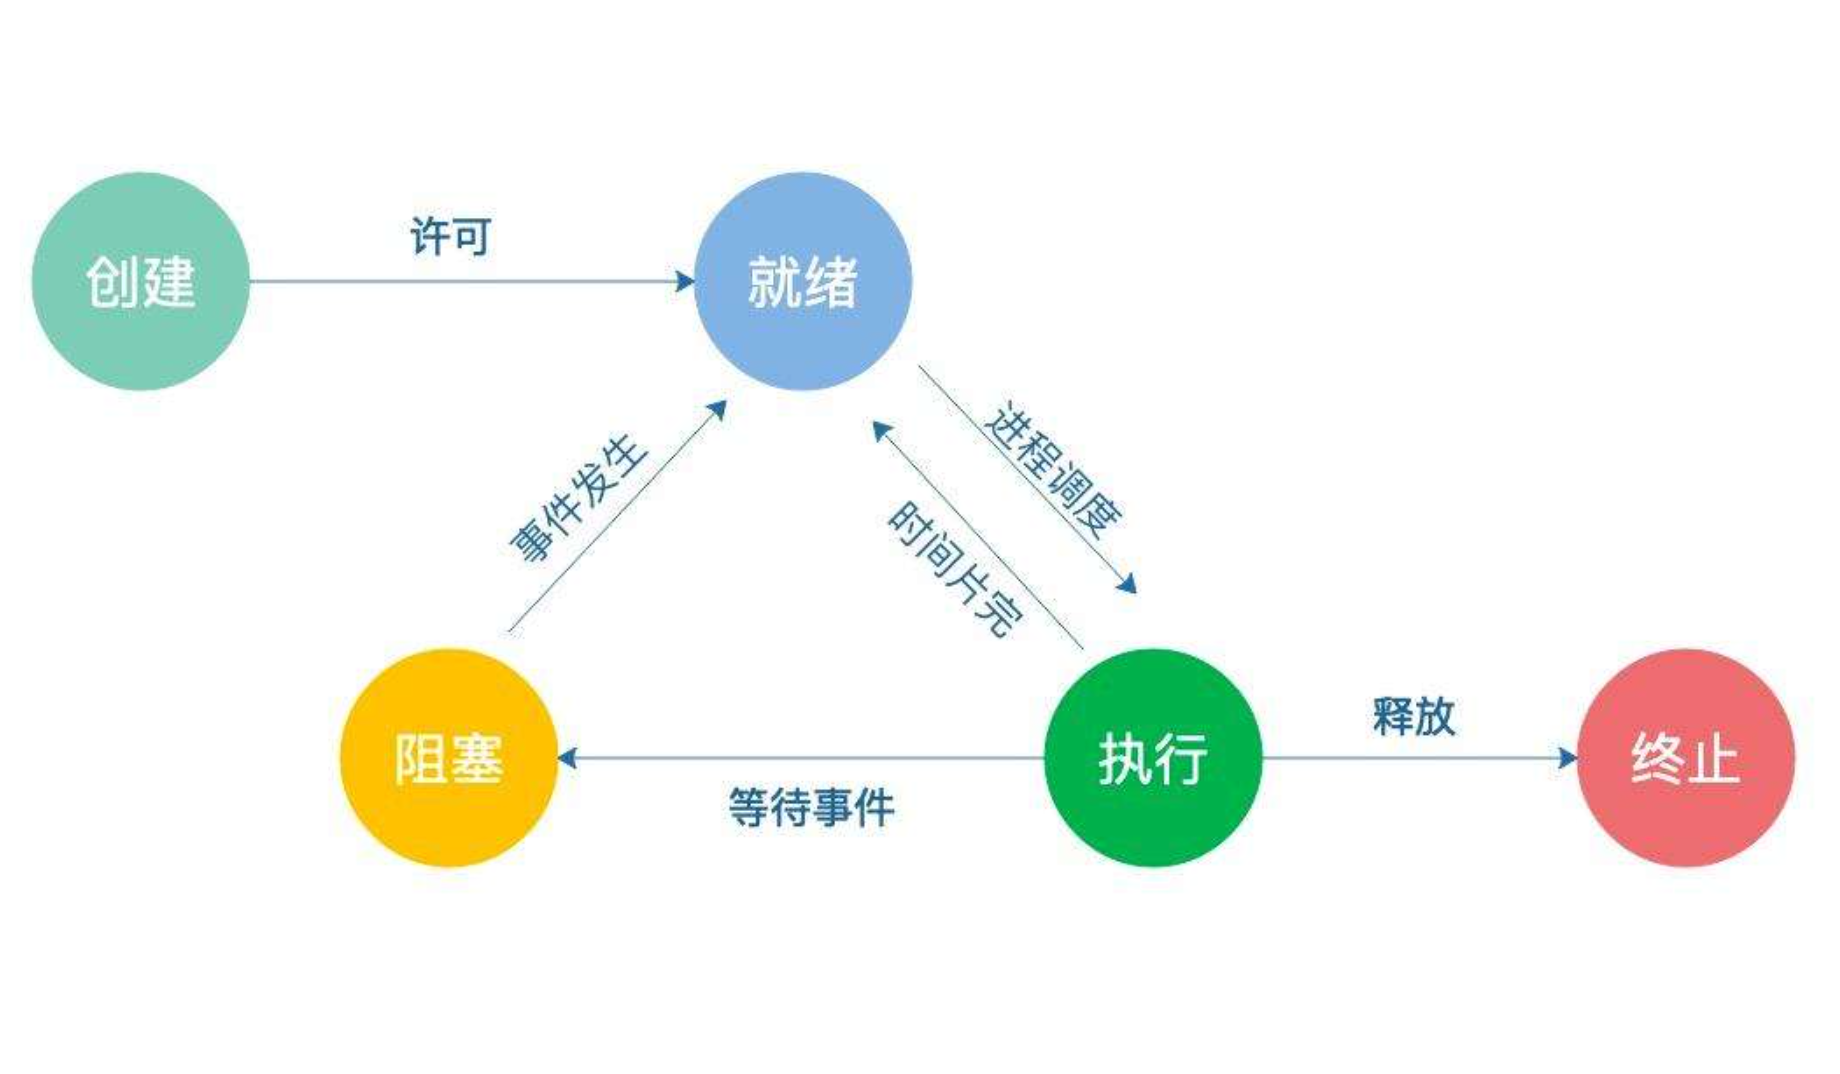 许可
创建
就绪
进程调度
事件发生
时间片完
释放
阻塞
执行
终止
等待事件